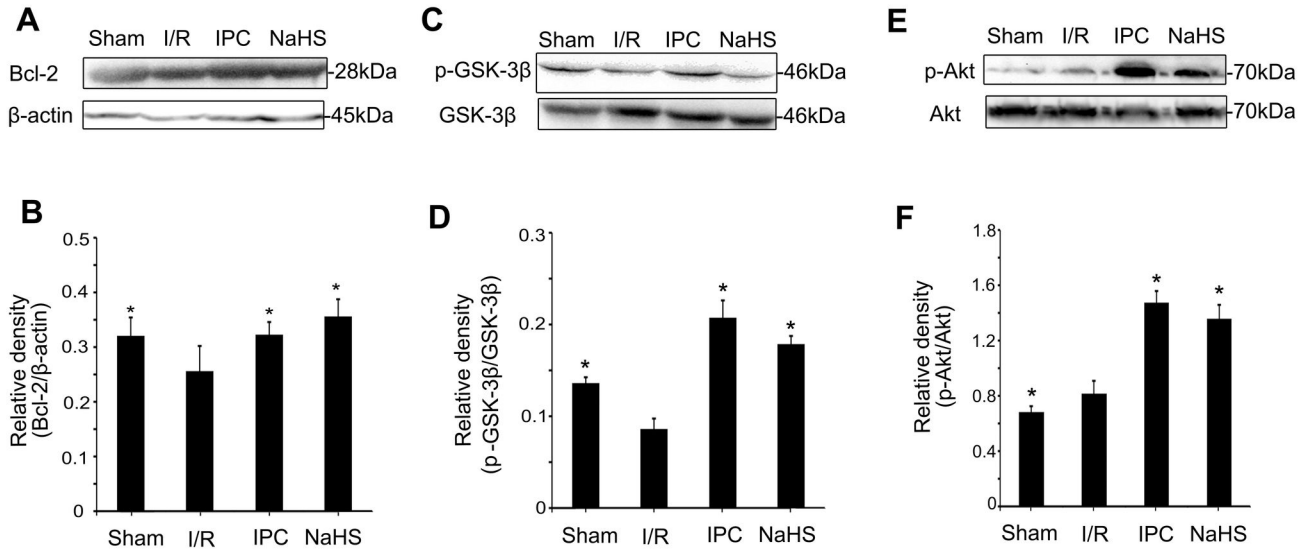 A
Sham I/R IPC NaHS
Bcl-2 -28kDa
β-actin -45kDa
B
Relative density
(Bcl-2/β-actin)
0.5
0.4
0.3
0.2
0.1
0
* * *
Sham I/R IPC NaHS
C
Sham I/R IPC NaHS
p-GSK-3β -46kDa
GSK-3β -46kDa
D
Relative density
(p-GSK-3β/GSK-3β)
0.3
0.2
0.1
0
* * *
Sham I/R IPC NaHS
E
Sham I/R IPC NaHS
p-Akt -70kDa
Akt -70kDa
F
Relative density
(p-Akt/Akt)
1.8
1.6
1.2
0.8
0.4
0
* * *
Sham I/R IPC NaHS